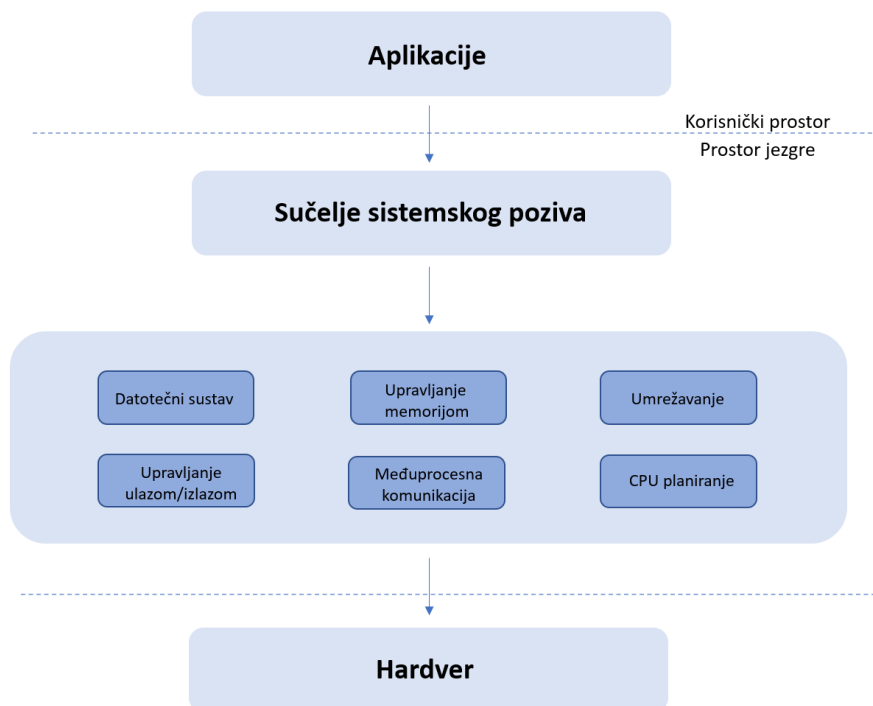 Aplikacije
Korisnički prostor
Prostor jezgre
Sučelje sistemskog poziva
Datotečni sustav
Upravljanje
memorijom
Umrežavanje
Upravljanje
ulazom/izlazom
Međuprocesna
komunikacija
CPU planiranje
Hardver